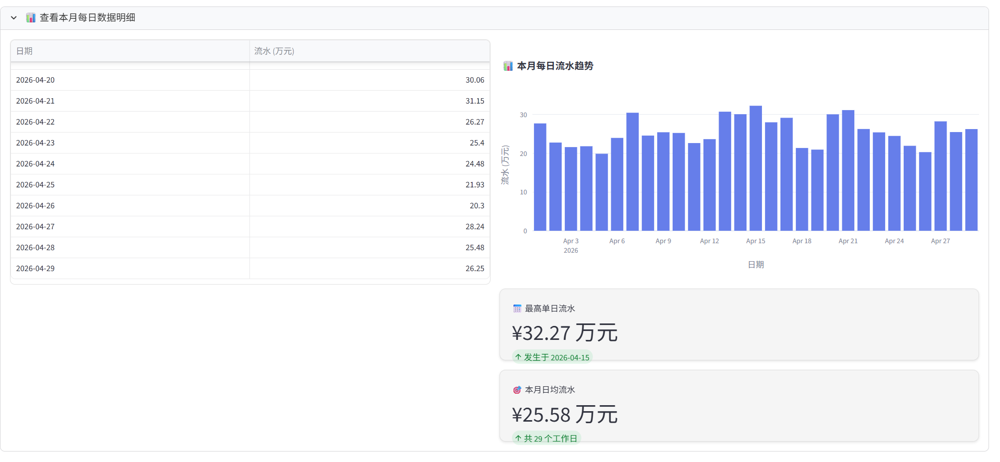 查看本月每日数据明细
日期 流水 (万元)
2026-04-20 30.06
2026-04-21 31.15
2026-04-22 26.27
2026-04-23 25.4
2026-04-24 24.48
2026-04-25 21.93
2026-04-26 20.3
2026-04-27 28.24
2026-04-28 25.48
2026-04-29 26.25
本月每日流水趋势
流水 (万元)
30
20
10
0
Apr 3 Apr 6 Apr 9 Apr 12 Apr 15 Apr 18 Apr 21 Apr 24 Apr 27
2026
日期
最高单日流水
¥32.27 万元
↑ 发生于 2026-04-15
本月日均流水
¥25.58 万元
↑ 共 29 个工作日